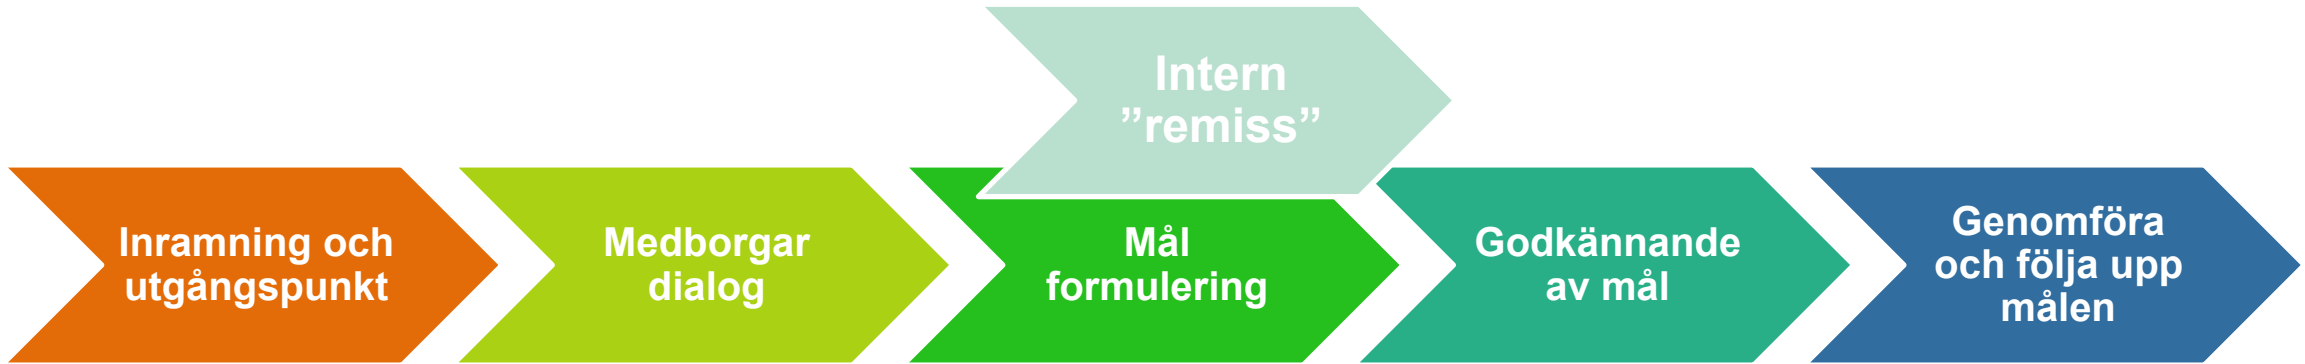 Intern
”remiss”
Inramning och
utgångspunkt
Medborgar
dialog
Mål
formulering
Godkännande
av mål
Genomföra
och följa upp
målen